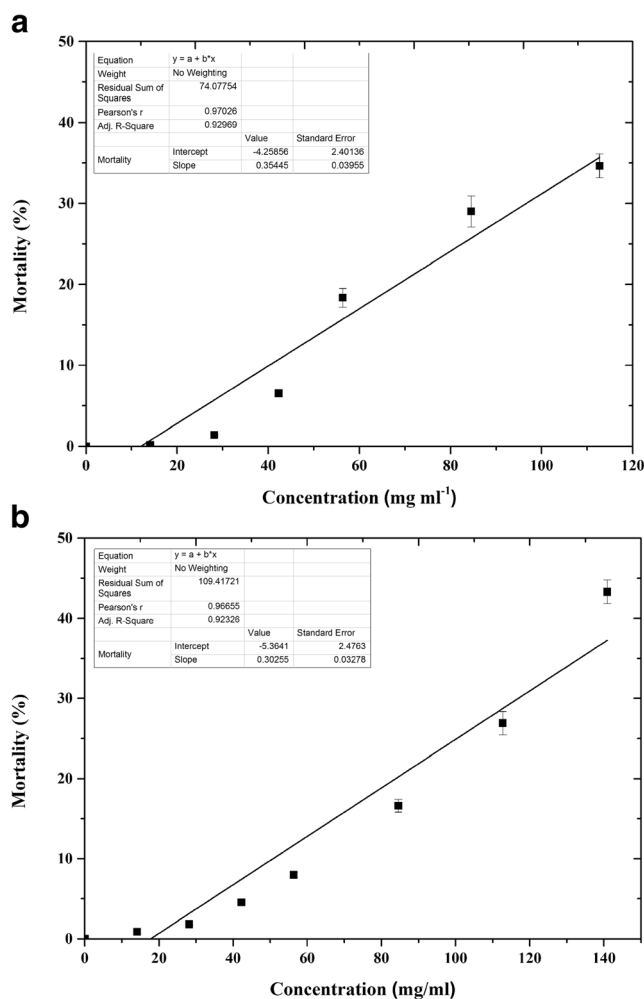 a
50
40
30
20
10
0
Mortality (%)
Equation y = a + b*x
Weight No Weighting
Residual Sum of
Squares 74.07754
Pearson's r 0.97026
Adj. R-Square 0.92969
Value Standard Error
Mortality
Intercept -4.25856 2.40136
Slope 0.35445 0.03955
0 20 40 60 80 100 120
Concentration (mg ml-1)
b
50
40
30
20
10
0
Mortality (%)
Equation y = a + b*x
Weight No Weighting
Residual Sum of
Squares 109.41721
Pearson's r 0.96655
Adj. R-Square 0.92326
Value Standard Error
Mortality
Intercept -5.3641 2.4763
Slope 0.30255 0.03278
0 20 40 60 80 100 120 140
Concentration (mg/ml)